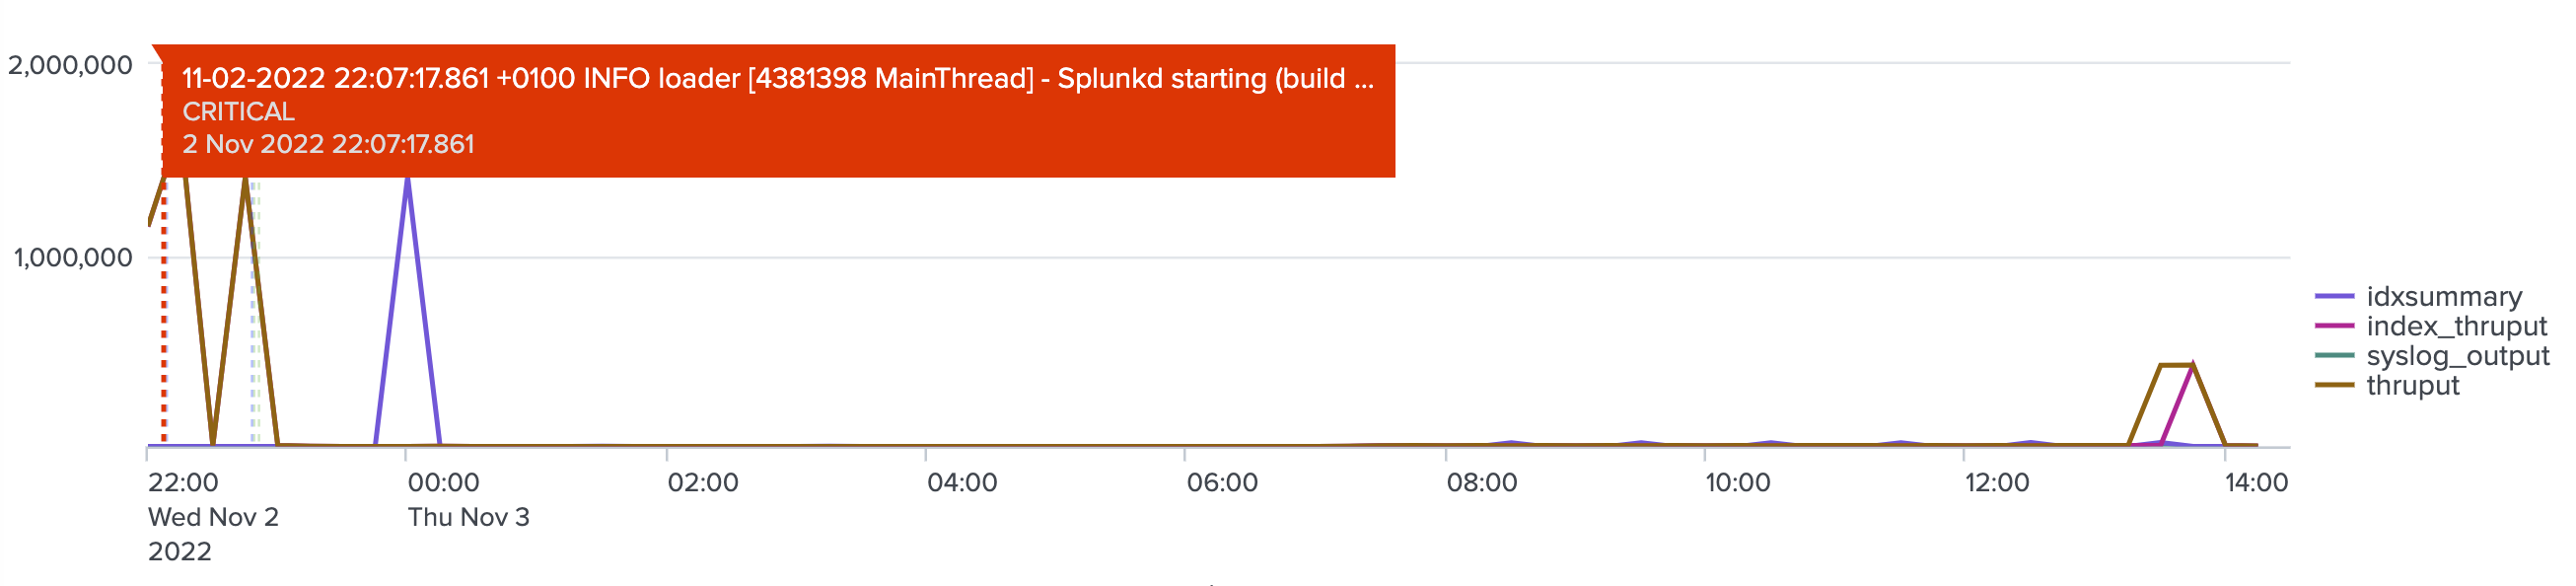 2,000,000
11-02-2022 22:07:17.861 +0100 INFO loader [4381398 MainThread] - Splunkd starting (build ...
CRITICAL
2 Nov 2022 22:07:17.861
1,000,000
idxsummary
index_thruput
syslog_output
thruput
22:00 00:00 02:00 04:00 06:00 08:00 10:00 12:00 14:00
Wed Nov 2 Thu Nov 3
2022